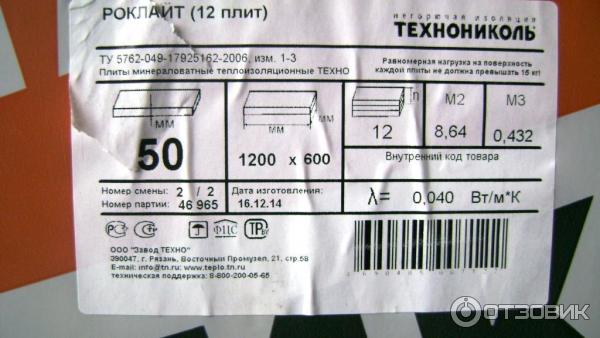 РОКЛАЙТ (12 плит)
негорючая изоляция
ТЕХНОНИКОЛЬ
ТУ 5762-049-17925162-2006, изм. 1-3
Плиты минераловатные теплоизоляционные ТЕХНО
Равномерная нагрузка на поверхность
каждой плиты не должна превышать 15 кг!
мм
50
мм мм
1200 x 600
n
12
М2
8,64
М3
0,432
Внутренний код товара
Номер смены: 2 / 2
Номер партии: 46 965
Дата изготовления:
16.12.14
λ= 0,040 Вт/м*К
РСТ ФЦС ТР
ООО "Завод ТЕХНО"
390047, г. Рязань, Восточный Промузел, 21, стр.58
E-mail: info@tn.ru; www.teplo.tn.ru
техническая поддержка: 8-800-200-05-65
ОТЗОВИК